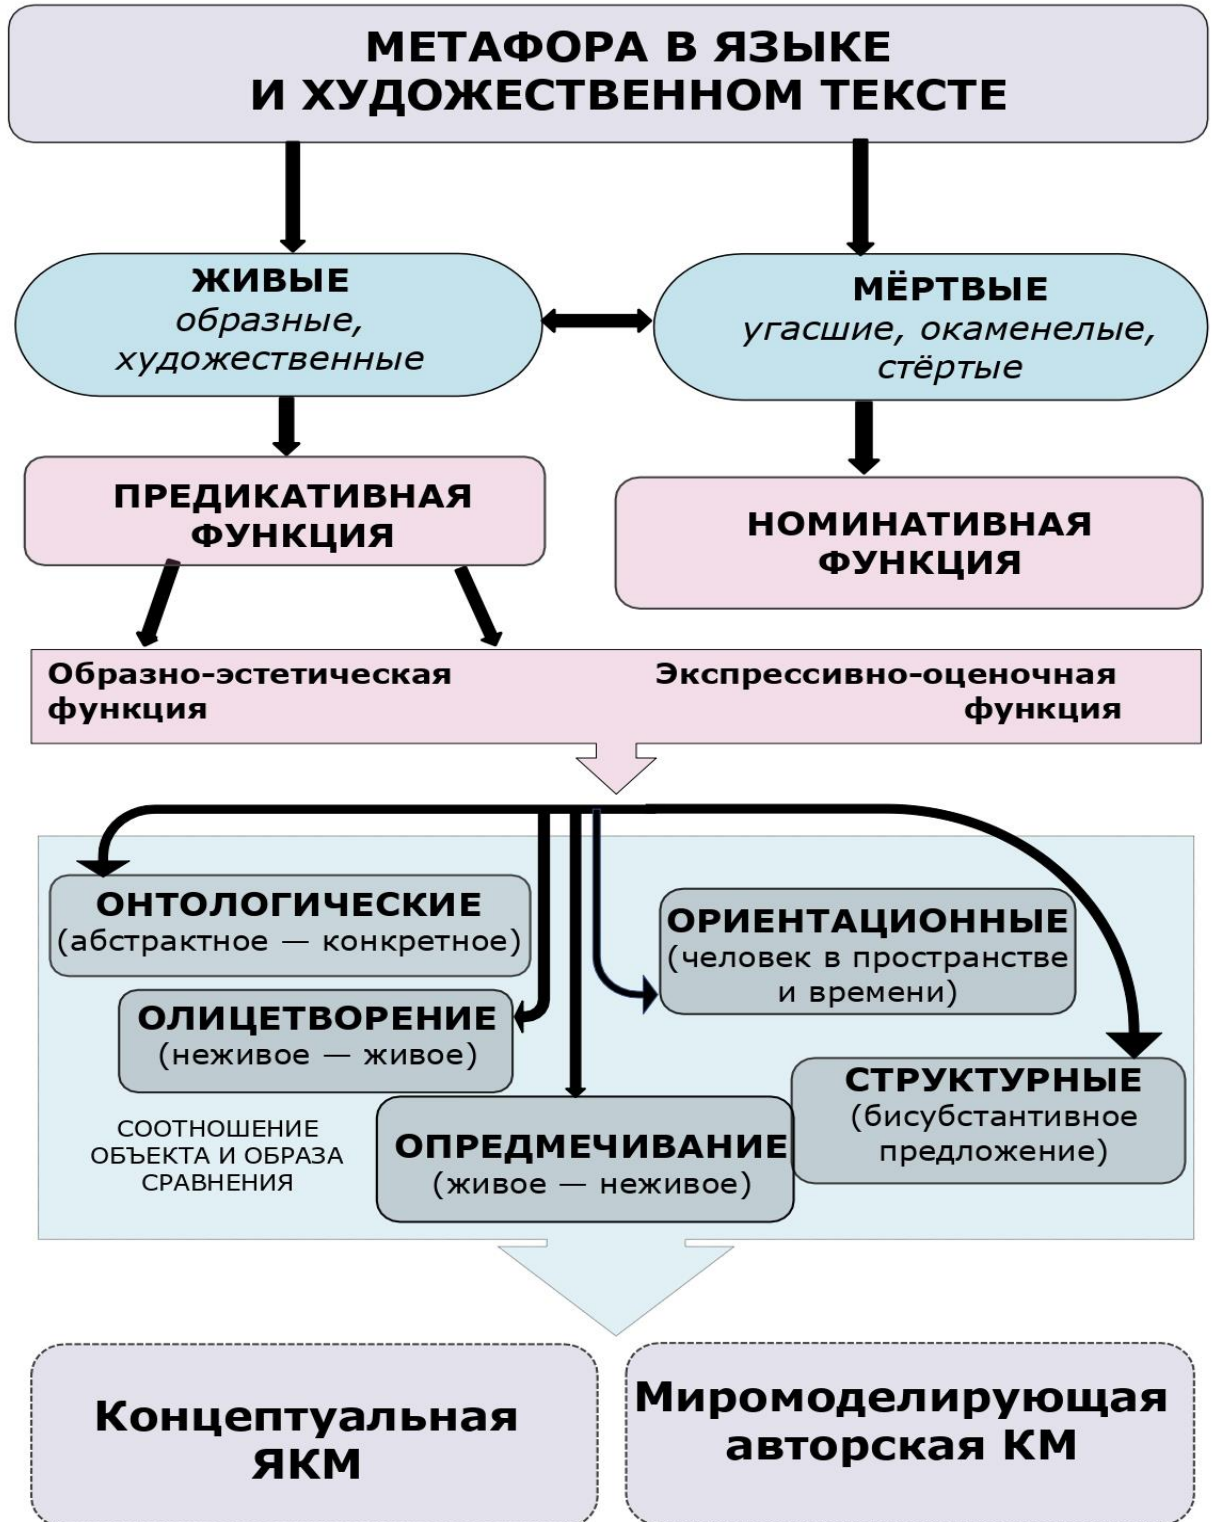 МЕТАФОРА В ЯЗЫКЕ
И ХУДОЖЕСТВЕННОМ ТЕКСТЕ
ЖИВЫЕ
образные,
художественные
МЁРТВЫЕ
угасшие, окаменелые,
стёртые
ПРЕДИКАТИВНАЯ
ФУНКЦИЯ
НОМИНАТИВНАЯ
ФУНКЦИЯ
Образно-эстетическая
функция
Экспрессивно-оценочная
функция
ОНТОЛОГИЧЕСКИЕ
(абстрактное — конкретное)
ОРИЕНТАЦИОННЫЕ
(человек в пространстве
и времени)
ОЛИЦЕТВОРЕНИЕ
(неживое — живое)
СТРУКТУРНЫЕ
(бисубстантивное
предложение)
СООТНОШЕНИЕ
ОБЪЕКТА И ОБРАЗА
СРАВНЕНИЯ
ОПРЕДМЕЧИВАНИЕ
(живое — неживое)
Концептуальная
ЯКМ
Миромоделирующая
авторская КМ